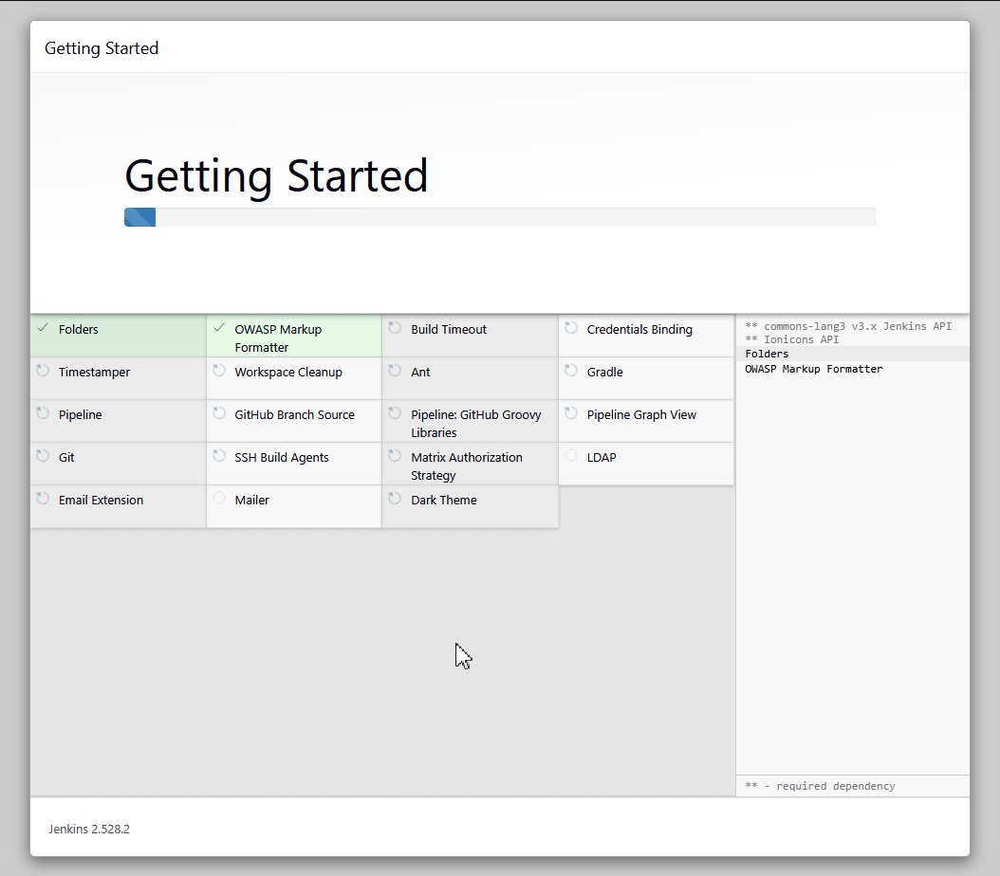 Getting Started
Getting Started
Folders
OWASP Markup
Formatter
Build Timeout
Credentials Binding
Timestamper
Workspace Cleanup
Ant
Gradle
Pipeline
GitHub Branch Source
Pipeline: GitHub Groovy
Libraries
Pipeline Graph View
Git
SSH Build Agents
Matrix Authorization
Strategy
LDAP
Email Extension
Mailer
Dark Theme
** commons-lang3 v3.x Jenkins API
** Ionicons API
Folders
OWASP Markup Formatter
** - required dependency
Jenkins 2.528.2